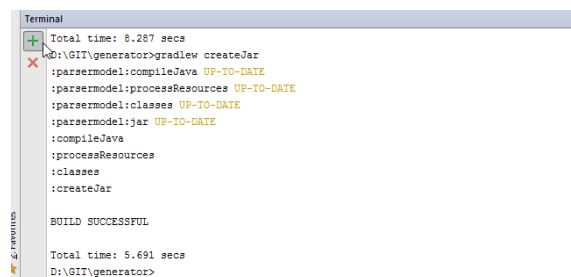 Terminal
Total time: 8.287 secs
D:\GIT\generator>gradlew createJar
:parsermodel:compileJava UP-TO-DATE
:parsermodel:processResources UP-TO-DATE
:parsermodel:classes UP-TO-DATE
:parsermodel:jar UP-TO-DATE
:compileJava
:processResources
:classes
:createJar
BUILD SUCCESSFUL
Total time: 5.691 secs
D:\GIT\generator>
2: Favorites